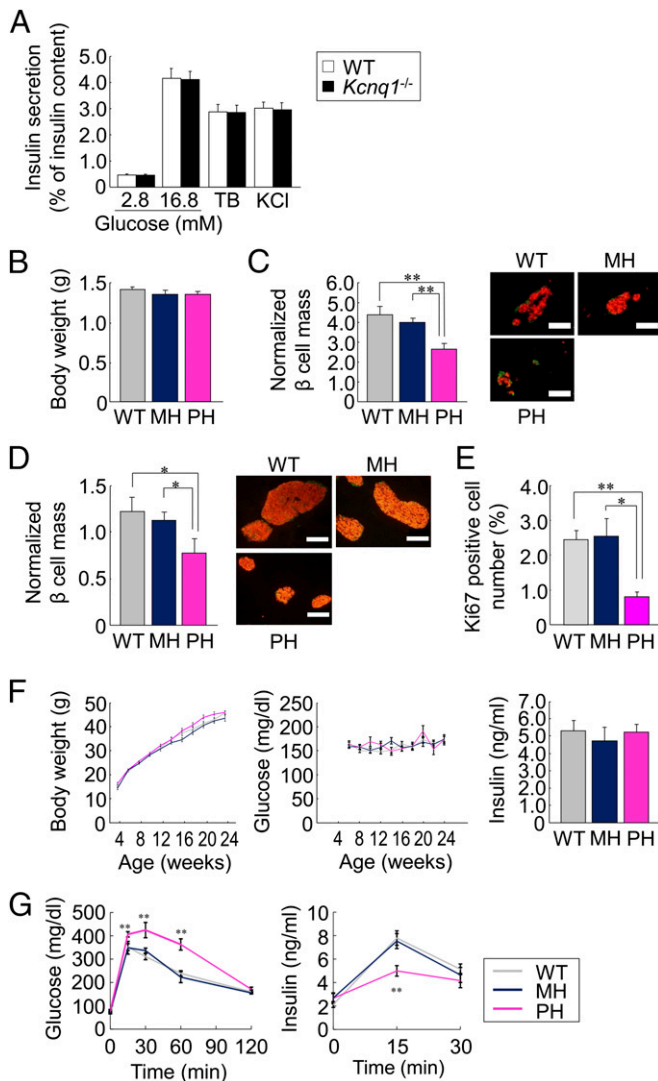 A
Insulin secretion
(% of insulin content)
5.0
4.0
3.0
2.0
1.0
0
2.8 16.8 TB KCl
Glucose (mM)
WT
Kcnq1-/-
B
Body weight (g)
1.5
1.0
0.5
0
WT MH PH
C
Normalized
β cell mass
6.0
5.0
4.0
3.0
2.0
1.0
0
**
**
WT MH PH
WT MH
PH
D
Normalized
β cell mass
1.5
1.0
0.5
0
*
*
WT MH PH
WT MH
PH
E
Ki67 positive cell
number (%)
4.0
3.0
2.0
1.0
0
**
*
WT MH PH
F
Body weight (g)
50
40
30
20
10
0
4 8 12 16 20 24
Age (weeks)
Glucose (mg/dl)
250
200
150
100
50
0
4 8 12 16 20 24
Age (weeks)
Insulin (ng/ml)
6.0
5.0
4.0
3.0
2.0
1.0
0
WT MH PH
G
Glucose (mg/dl)
500
400
300
200
100
0
** ** **
0 30 60 90 120
Time (min)
Insulin (ng/ml)
8
6
4
2
0
**
0 15 30
Time (min)
WT
MH
PH